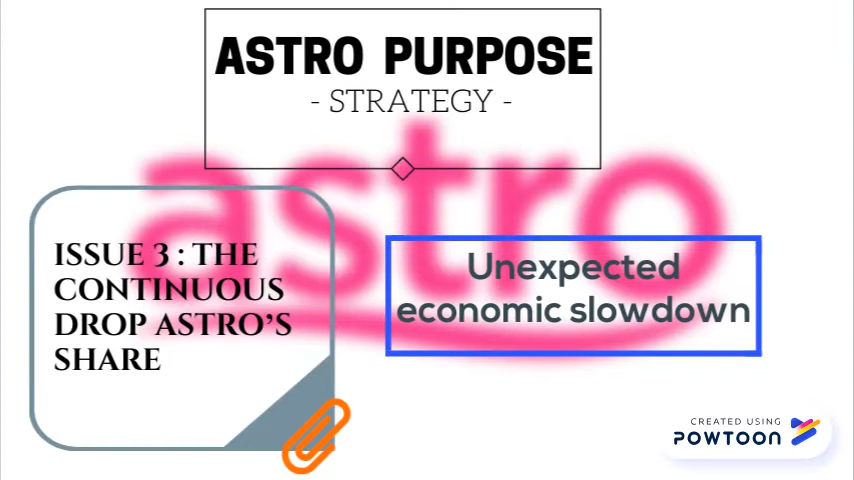 ASTRO PURPOSE
- STRATEGY -
astro
ISSUE 3 : THE
CONTINUOUS
DROP ASTRO'S
SHARE
Unexpected
economic slowdown
CREATED USING
POWTOON